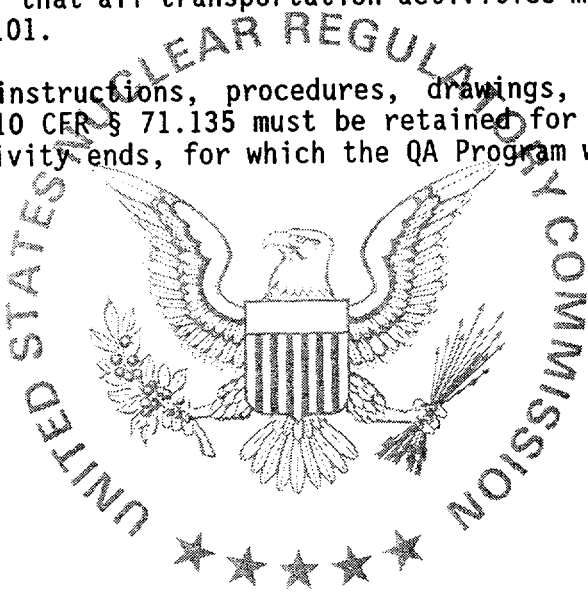 that all transportation activities m
101.
instructions, procedures, drawings,
10 CFR § 71.135 must be retained for
ivity ends, for which the QA Program w
UNITED STATES NUCLEAR REGULATORY COMMISSION